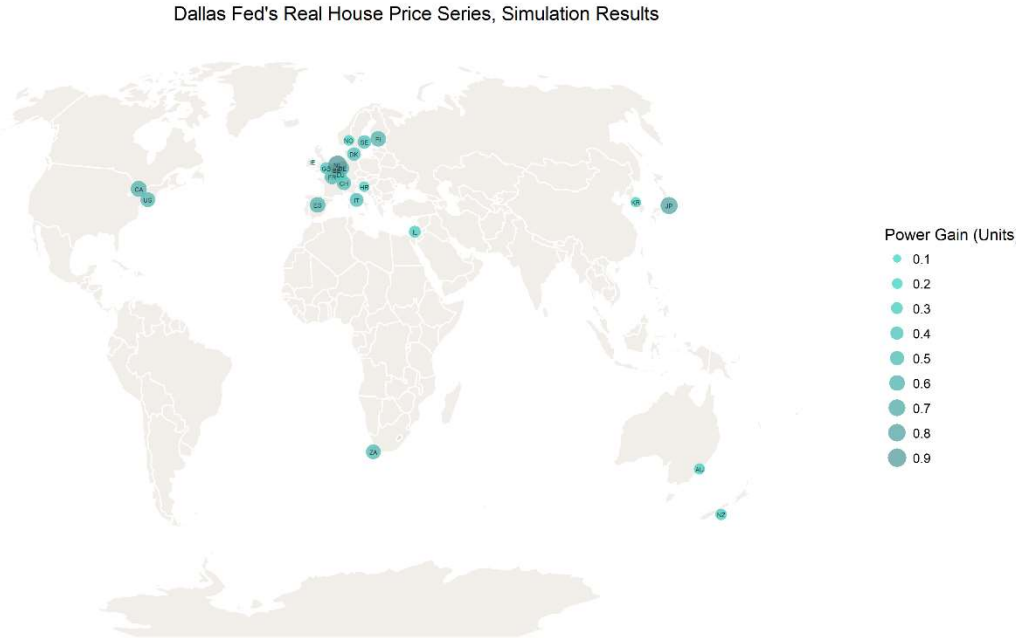 Dallas Fed's Real House Price Series, Simulation Results
NO
SE
FI
DK
IE
CH
HR
ES
IT
CA
US
IL
KR
JP
ZA
NZ
Power Gain (Units
0.1
0.2
0.3
0.4
0.5
0.6
0.7
0.8
0.9